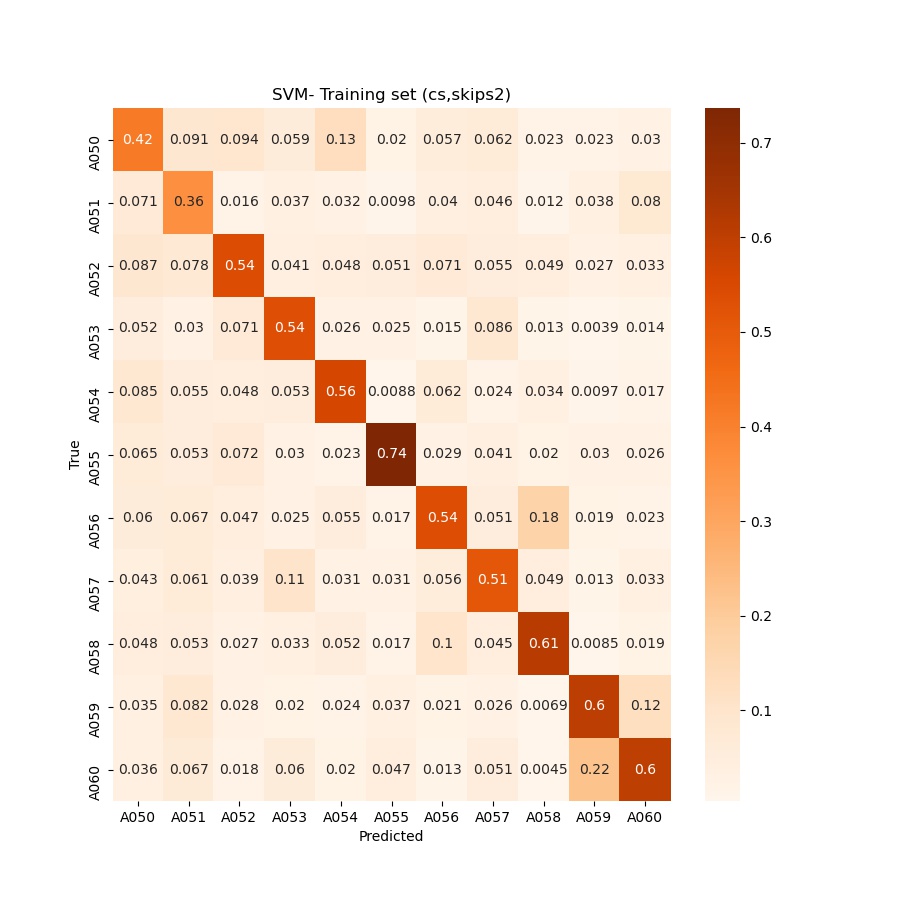 SVM- Training set (cs,skips2)
A050 0.42 0.091 0.094 0.059 0.13 0.02 0.057 0.062 0.023 0.023 0.03
A051 0.071 0.36 0.016 0.037 0.032 0.0098 0.04 0.046 0.012 0.038 0.08
A052 0.087 0.078 0.54 0.041 0.048 0.051 0.071 0.055 0.049 0.027 0.033
A053 0.052 0.03 0.071 0.54 0.026 0.025 0.015 0.086 0.013 0.0039 0.014
A054 0.085 0.055 0.048 0.053 0.56 0.0088 0.062 0.024 0.034 0.0097 0.017
True
A055 0.065 0.053 0.072 0.03 0.023 0.74 0.029 0.041 0.02 0.03 0.026
A056 0.06 0.067 0.047 0.025 0.055 0.017 0.54 0.051 0.18 0.019 0.023
A057 0.043 0.061 0.039 0.11 0.031 0.031 0.056 0.51 0.049 0.013 0.033
A058 0.048 0.053 0.027 0.033 0.052 0.017 0.1 0.045 0.61 0.0085 0.019
A059 0.035 0.082 0.028 0.02 0.024 0.037 0.021 0.026 0.0069 0.6 0.12
A060 0.036 0.067 0.018 0.06 0.02 0.047 0.013 0.051 0.0045 0.22 0.6
A050 A051 A052 A053 A054 A055 A056 A057 A058 A059 A060
Predicted
0.7
0.6
0.5
0.4
0.3
0.2
0.1